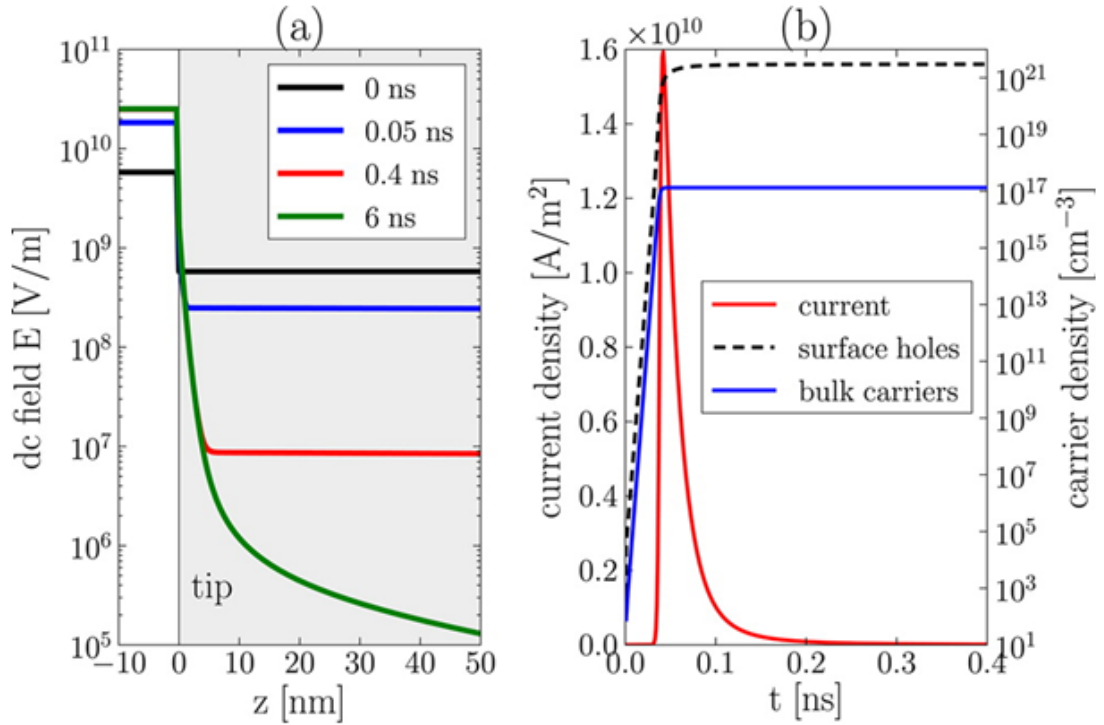 (a)
10^11
10^10
10^9
10^8
10^7
10^6
10^5
dc field E [V/m]
0 ns
0.05 ns
0.4 ns
6 ns
tip
−10 0 10 20 30 40 50
z [nm]
(b)
×10^10
1.6
1.4
1.2
1.0
0.8
0.6
0.4
0.2
0.0
current density [A/m²]
current
surface holes
bulk carriers
10^21
10^19
10^17
10^15
10^13
10^11
10^9
10^7
10^5
10^3
10^1
carrier density [cm⁻³]
0.0 0.1 0.2 0.3 0.4
t [ns]